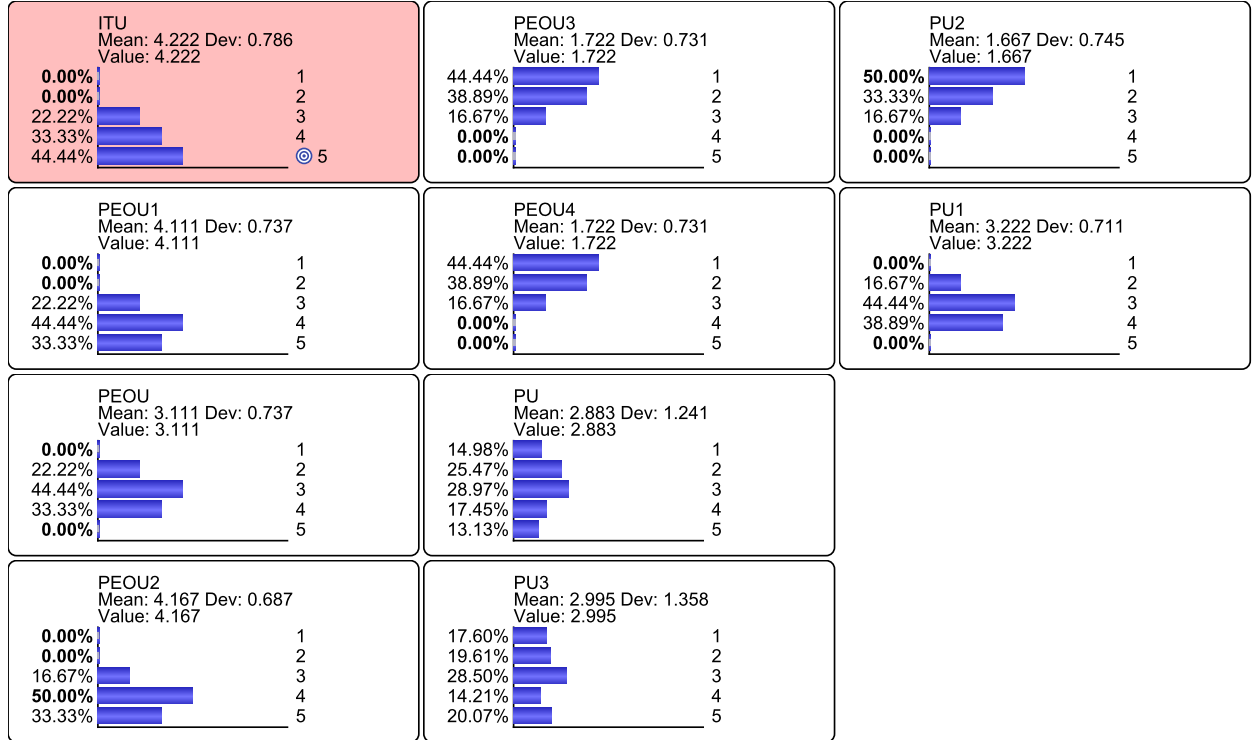 ITU
Mean: 4.222 Dev: 0.786
Value: 4.222
0.00% 1
0.00% 2
22.22% 3
33.33% 4
44.44% 5
PEOU1
Mean: 4.111 Dev: 0.737
Value: 4.111
0.00% 1
0.00% 2
22.22% 3
44.44% 4
33.33% 5
PEOU
Mean: 3.111 Dev: 0.737
Value: 3.111
0.00% 1
22.22% 2
44.44% 3
33.33% 4
0.00% 5
PEOU2
Mean: 4.167 Dev: 0.687
Value: 4.167
0.00% 1
0.00% 2
16.67% 3
50.00% 4
33.33% 5
PEOU3
Mean: 1.722 Dev: 0.731
Value: 1.722
44.44% 1
38.89% 2
16.67% 3
0.00% 4
0.00% 5
PEOU4
Mean: 1.722 Dev: 0.731
Value: 1.722
44.44% 1
38.89% 2
16.67% 3
0.00% 4
0.00% 5
PU
Mean: 2.883 Dev: 1.241
Value: 2.883
14.98% 1
25.47% 2
28.97% 3
17.45% 4
13.13% 5
PU3
Mean: 2.995 Dev: 1.358
Value: 2.995
17.60% 1
19.61% 2
28.50% 3
14.21% 4
20.07% 5
PU2
Mean: 1.667 Dev: 0.745
Value: 1.667
50.00% 1
33.33% 2
16.67% 3
0.00% 4
0.00% 5
PU1
Mean: 3.222 Dev: 0.711
Value: 3.222
0.00% 1
16.67% 2
44.44% 3
38.89% 4
0.00% 5